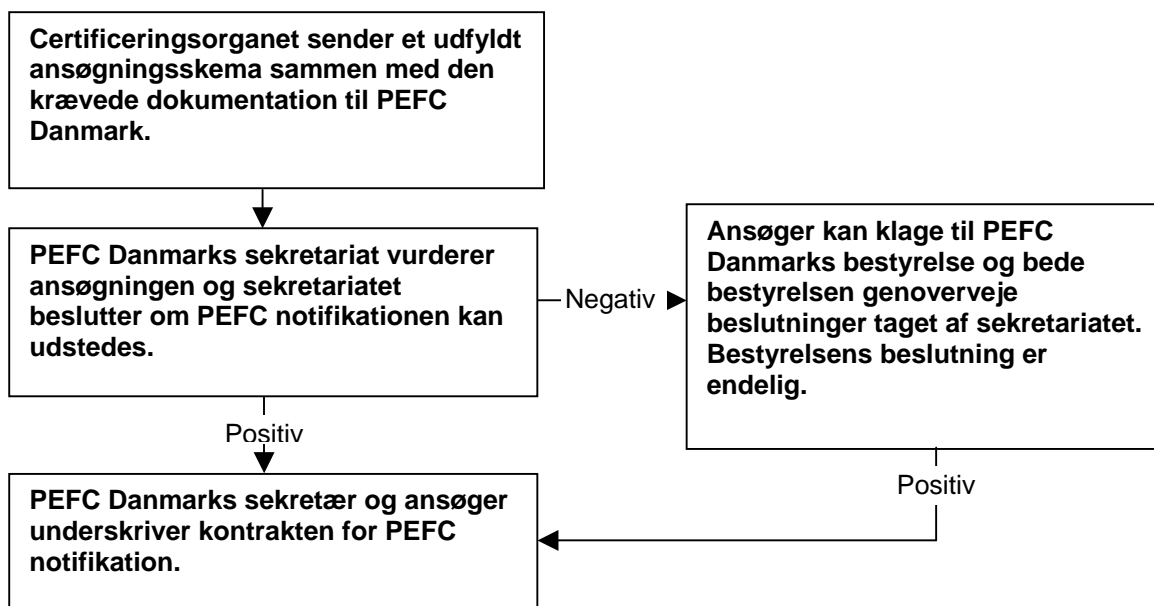 Certificeringsorganet sender et udfyldt
ansøgningsskema sammen med den
krævede dokumentation til PEFC
Danmark.
PEFC Danmarks sekretariat vurderer
ansøgningen og sekretariatet
beslutter om PEFC notifikationen kan
udstedes.
Negativ
Ansøger kan klage til PEFC
Danmarks bestyrelse og bede
bestyrelsen genoverveje
beslutninger taget af sekretariatet.
Bestyrelsens beslutning er
endelig.
Positiv
Positiv
PEFC Danmarks sekretær og ansøger
underskriver kontrakten for PEFC
notifikation.